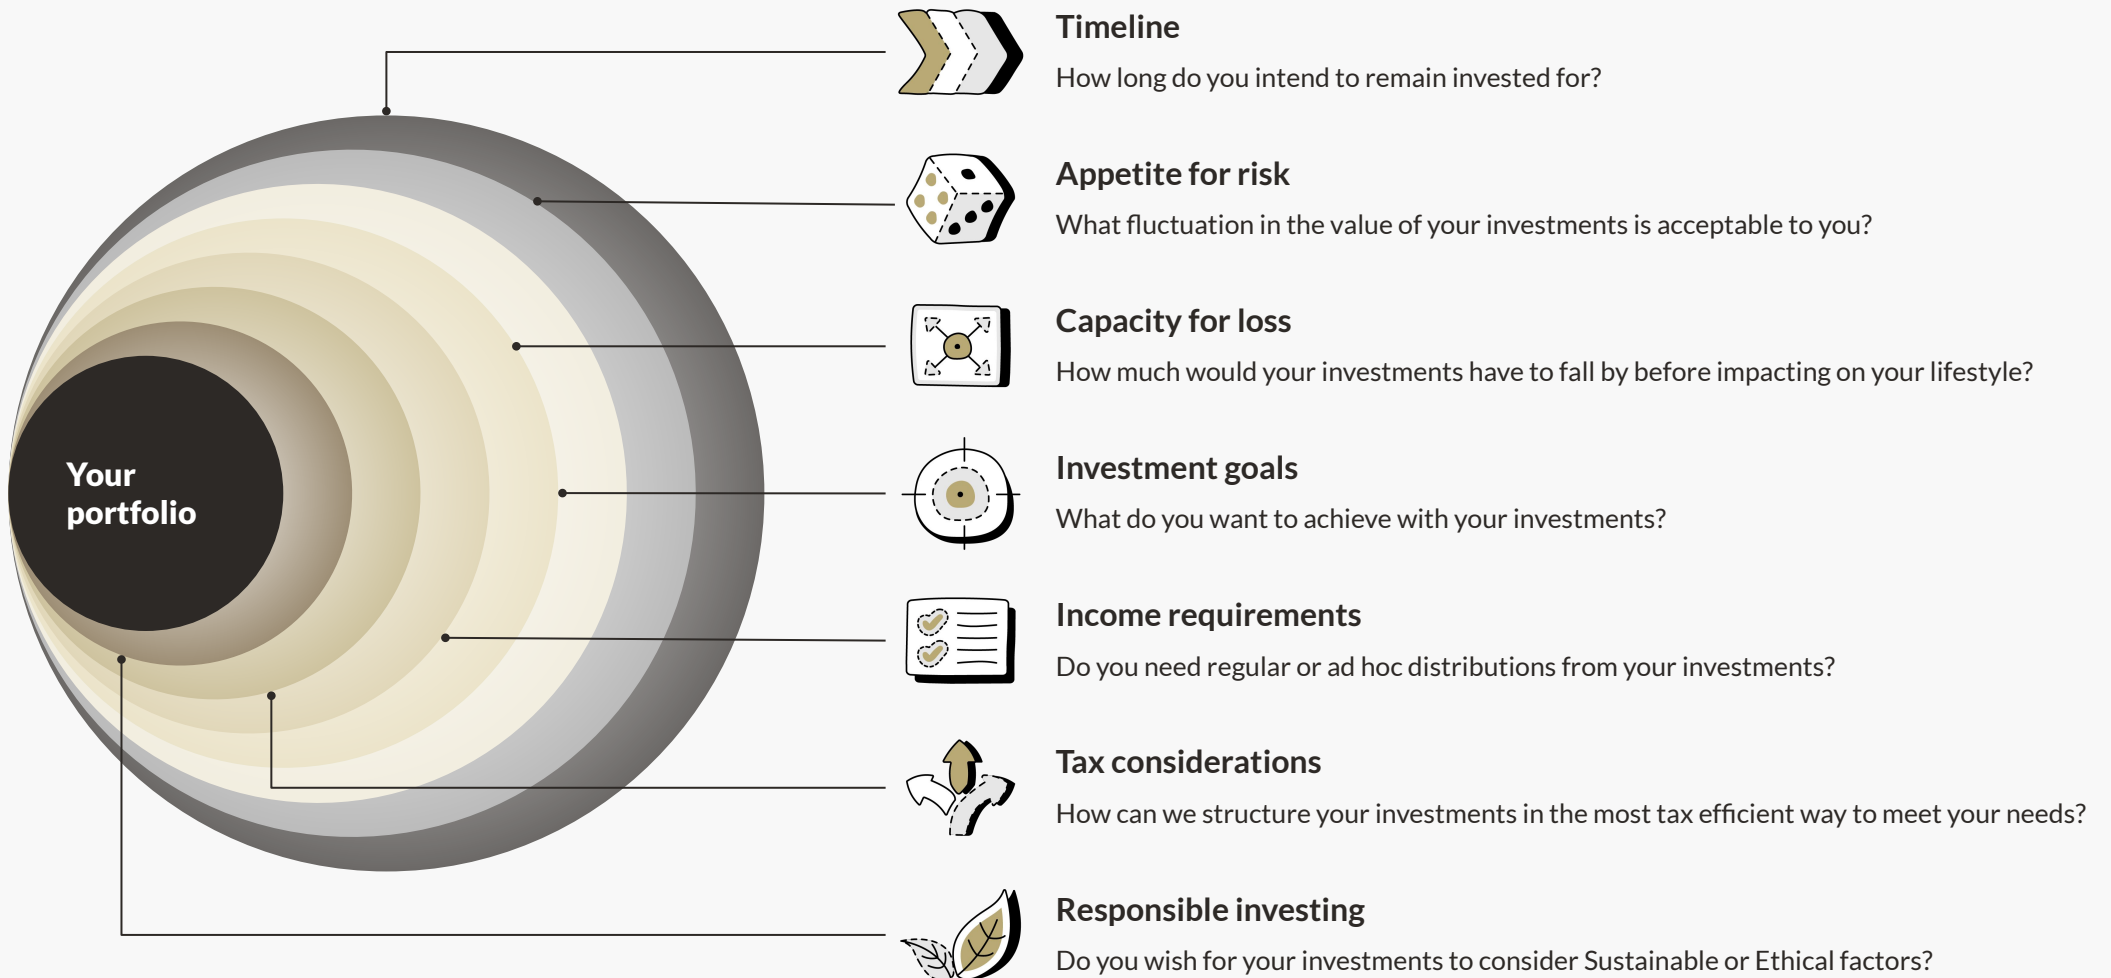 Timeline
How long do you intend to remain invested for?
Appetite for risk
What fluctuation in the value of your investments is acceptable to you?
Capacity for loss
How much would your investments have to fall by before impacting on your lifestyle?
Your
portfolio
Investment goals
What do you want to achieve with your investments?
Income requirements
Do you need regular or ad hoc distributions from your investments?
Tax considerations
How can we structure your investments in the most tax efficient way to meet your needs?
Responsible investing
Do you wish for your investments to consider Sustainable or Ethical factors?